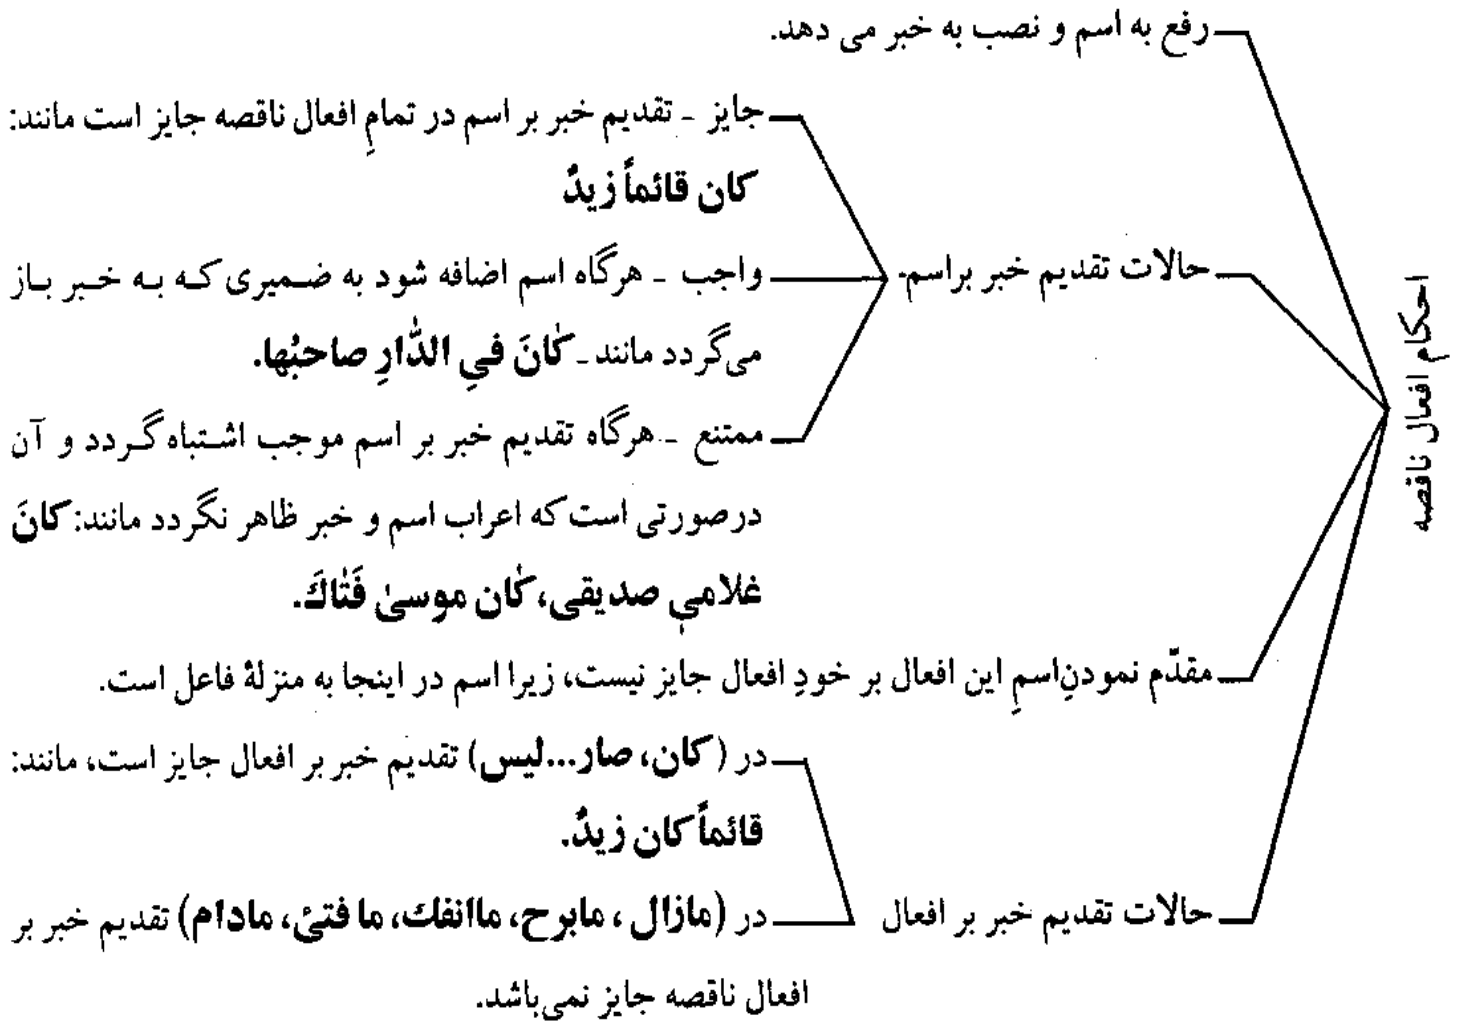 احکام افعال ناقصه
رفع به اسم و نصب به خبر می دهد.
حالات تقدیم خبر براسم-
جایز - تقدیم خبر بر اسم در تمامِ افعال ناقصه جایز است مانند:
کان قائماً زیدٌ
واجب - هرگاه اسم اضافه شود به ضمیری که به خبر باز
می‌گردد مانند - کٰانَ فیِ الدّٰارِ صاحبُها.
ممتنع - هرگاه تقدیم خبر بر اسم موجب اشتباه گردد و آن
درصورتی است که اعراب اسم و خبر ظاهر نگردد مانند: کانَ
غلامی صدیقی، کٰان موسیٰ فَتٰاكَ.
مقدّم نمودنِ اسمِ این افعال بر خودِ افعال جایز نیست، زیرا اسم در اینجا به منزلهٔ فاعل است.
حالات تقدیم خبر بر افعال
در (کان، صار...لیس) تقدیم خبر بر افعال جایز است، مانند:
قائماً کان زیدٌ.
در (مازال، مابرح، ماانفك، ما فتئ، مادام) تقدیم خبر بر
افعال ناقصه جایز نمی‌باشد.